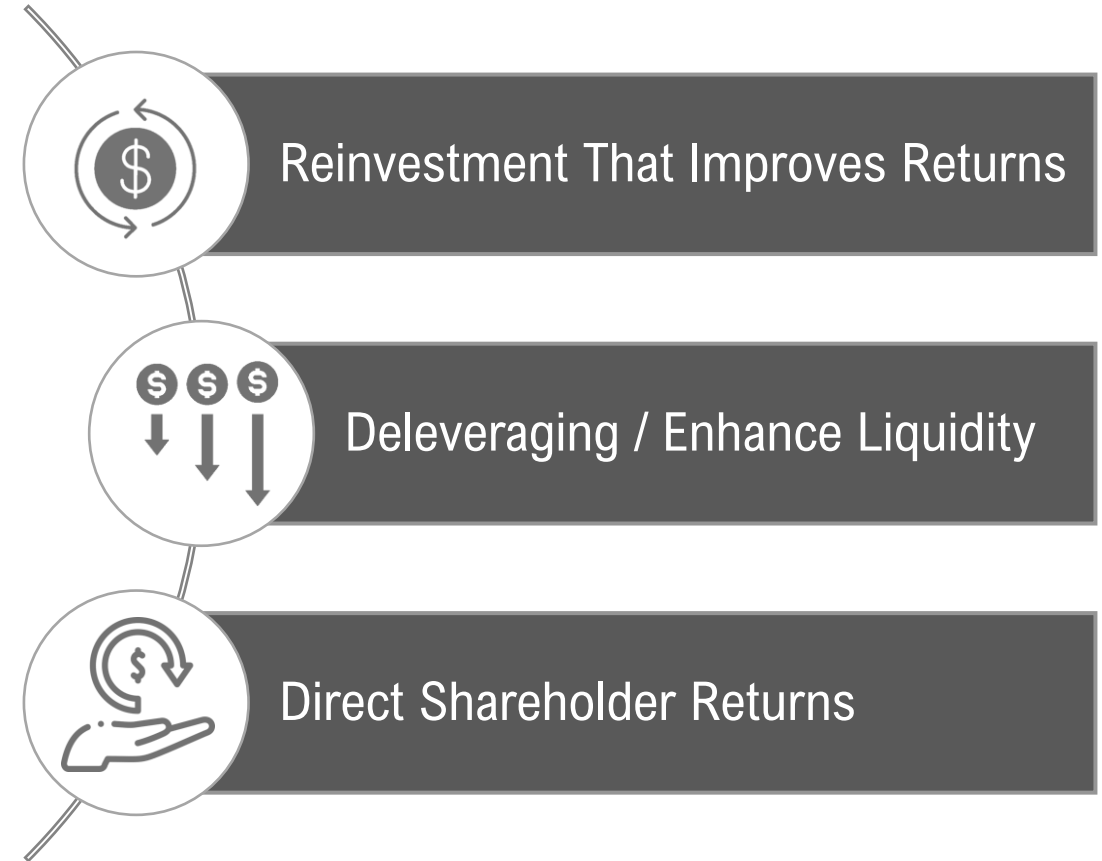 $
Reinvestment That Improves Returns
$ $ $
Deleveraging / Enhance Liquidity
$
Direct Shareholder Returns